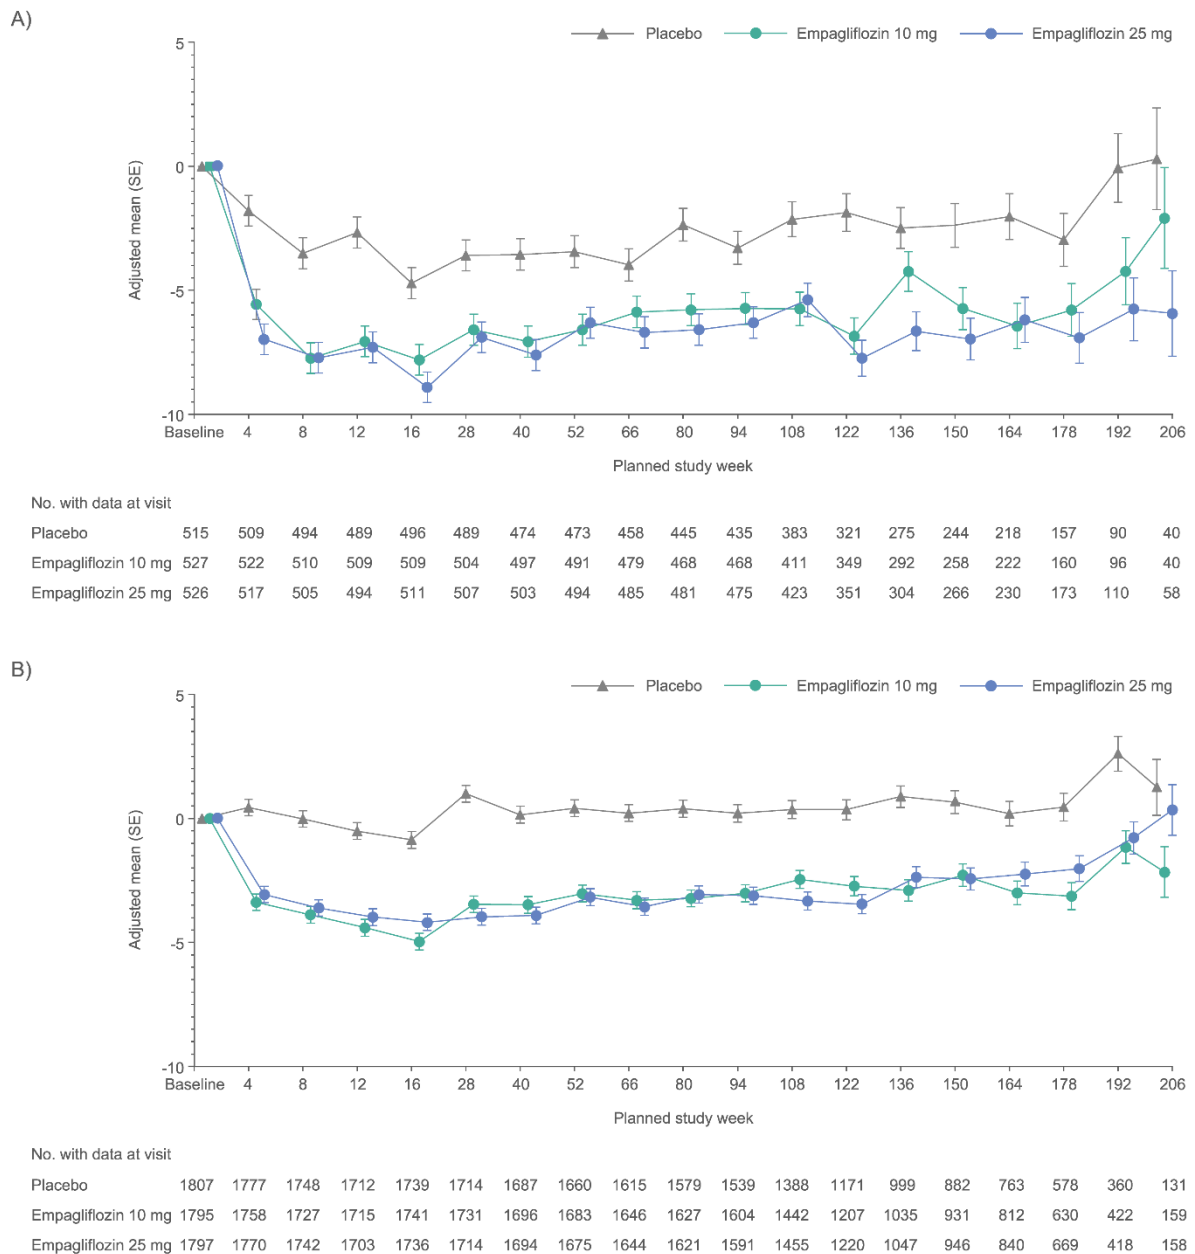 A)
Placebo Empagliflozin 10 mg Empagliflozin 25 mg
5
0
-5
-10
Adjusted mean (SE)
Baseline 4 8 12 16 28 40 52 66 80 94 108 122 136 150 164 178 192 206
Planned study week
No. with data at visit
Placebo 515 509 494 489 496 489 474 473 458 445 435 383 321 275 244 218 157 90 40
Empagliflozin 10 mg 527 522 510 509 509 504 497 491 479 468 468 411 349 292 258 222 160 96 40
Empagliflozin 25 mg 526 517 505 494 511 507 503 494 485 481 475 423 351 304 266 230 173 110 58
B)
Placebo Empagliflozin 10 mg Empagliflozin 25 mg
5
0
-5
-10
Adjusted mean (SE)
Baseline 4 8 12 16 28 40 52 66 80 94 108 122 136 150 164 178 192 206
Planned study week
No. with data at visit
Placebo 1807 1777 1748 1712 1739 1714 1687 1660 1615 1579 1539 1388 1171 999 882 763 578 360 131
Empagliflozin 10 mg 1795 1758 1727 1715 1741 1731 1696 1683 1646 1627 1604 1442 1207 1035 931 812 630 422 159
Empagliflozin 25 mg 1797 1770 1742 1703 1736 1714 1694 1675 1644 1621 1591 1455 1220 1047 946 840 669 418 158